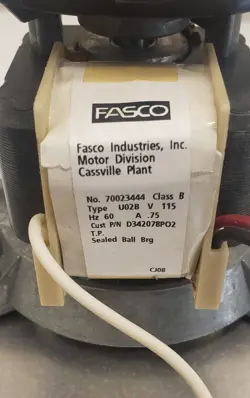 FASCO
Fasco Industries, Inc.
Motor Division
Cassville Plant
No. 70023444 Class B
Type U02B V 115
Hz 60 A .75
Cust P/N D342078P02
T.P.
Sealed Ball Brg
CJ08